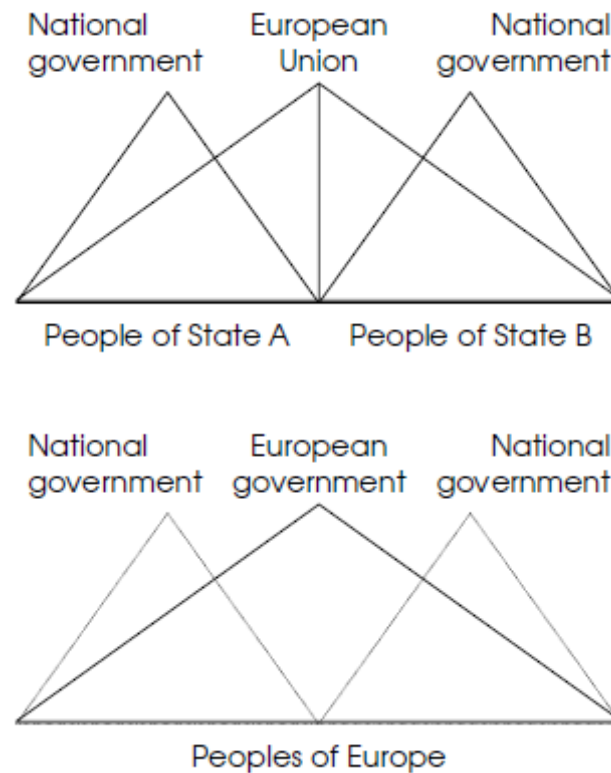 National government
European Union
National government
People of State A
People of State B
National government
European government
National government
Peoples of Europe